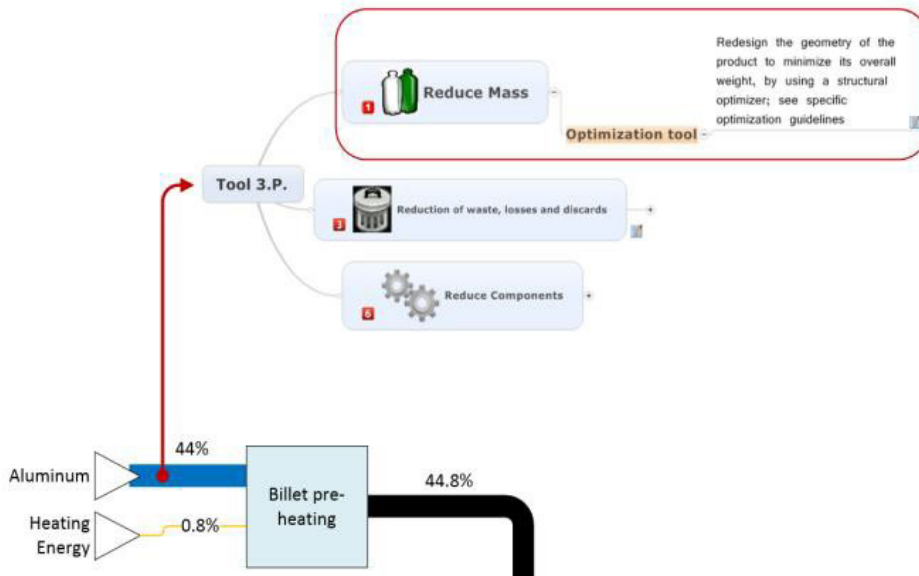 Redesign the geometry of the
product to minimize its overall
weight, by using a structural
optimizer; see specific
optimization guidelines
1
Reduce Mass
Optimization tool
Tool 3.P.
3
Reduction of waste, losses and discards
6
Reduce Components
44%
Aluminum
Billet pre-
heating
44.8%
0.8%
Heating
Energy